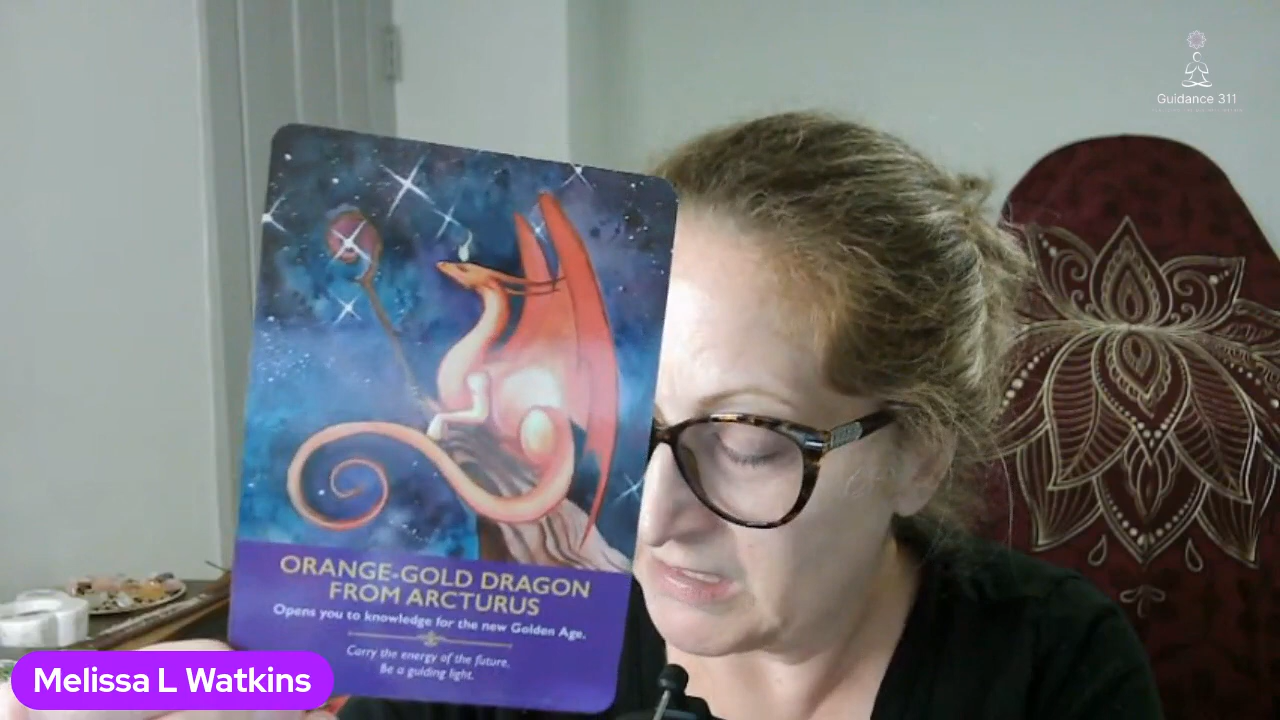 Guidance 311
ORANGE-GOLD DRAGON
FROM ARCTURUS
Opens you to knowledge for the new Golden Age.
Carry the energy of the future.
Be a guiding light.
Melissa L Watkins